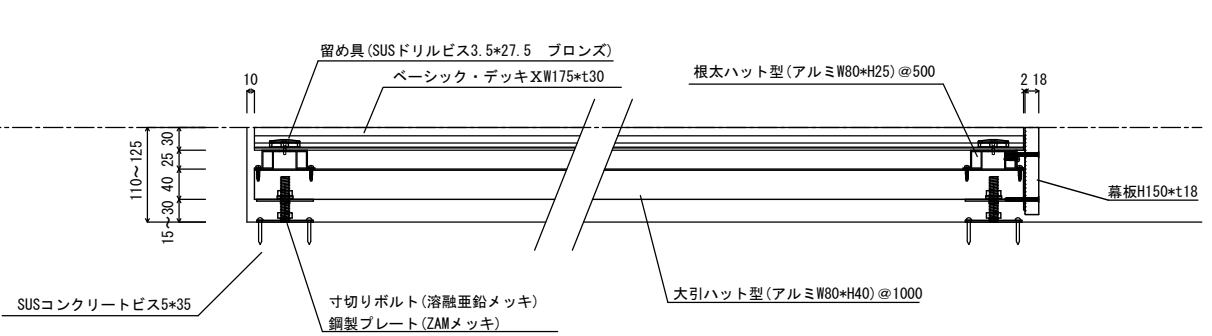 留め具(SUSドリルビス3.5*27.5 ブロンズ)
ベーシック・デッキXW175*t30
根太ハット型(アルミW80*H25)@500
10
2 18
110~125
30
25
40
15~30
幕板H150*t18
SUSコンクリートビス5*35
寸切りボルト(溶融亜鉛メッキ)
鋼製プレート(ZAMメッキ)
大引ハット型(アルミW80*H40)@1000